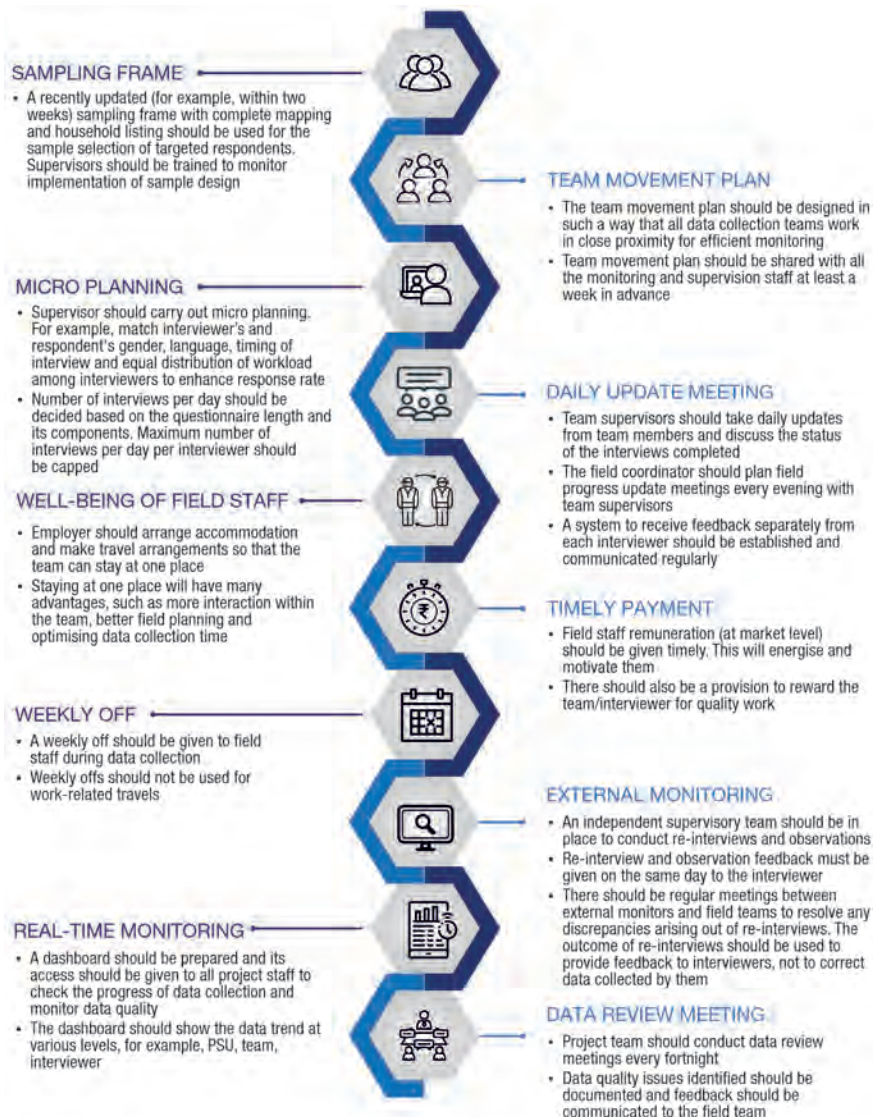 SAMPLING FRAME
• A recently updated (for example, within two
weeks) sampling frame with complete mapping
and household listing should be used for the
sample selection of targeted respondents.
Supervisors should be trained to monitor
implementation of sample design
TEAM MOVEMENT PLAN
• The team movement plan should be designed in
such a way that all data collection teams work
in close proximity for efficient monitoring
• Team movement plan should be shared with all
the monitoring and supervision staff at least a
week in advance
MICRO PLANNING
• Supervisor should carry out micro planning.
For example, match interviewer's and
respondent's gender, language, timing of
interview and equal distribution of workload
among interviewers to enhance response rate
• Number of interviews per day should be
decided based on the questionnaire length and
its components. Maximum number of
interviews per day per interviewer should
be capped
DAILY UPDATE MEETING
• Team supervisors should take daily updates
from team members and discuss the status
of the interviews completed
• The field coordinator should plan field
progress update meetings every evening with
team supervisors
• A system to receive feedback separately from
each interviewer should be established and
communicated regularly
WELL-BEING OF FIELD STAFF
• Employer should arrange accommodation
and make travel arrangements so that the
team can stay at one place
• Staying at one place will have many
advantages, such as more interaction within
the team, better field planning and
optimising data collection time
TIMELY PAYMENT
• Field staff remuneration (at market level)
should be given timely. This will energise and
motivate them
• There should also be a provision to reward the
team/interviewer for quality work
₹
WEEKLY OFF
• A weekly off should be given to field
staff during data collection
• Weekly offs should not be used for
work-related travels
EXTERNAL MONITORING
• An independent supervisory team should be in
place to conduct re-interviews and observations
• Re-interview and observation feedback must be
given on the same day to the interviewer
• There should be regular meetings between
external monitors and field teams to resolve any
discrepancies arising out of re-interviews. The
outcome of re-interviews should be used to
provide feedback to interviewers, not to correct
data collected by them
REAL-TIME MONITORING
• A dashboard should be prepared and its
access should be given to all project staff to
check the progress of data collection and
monitor data quality
• The dashboard should show the data trend at
various levels, for example, PSU, team,
interviewer
DATA REVIEW MEETING
• Project team should conduct data review
meetings every fortnight
• Data quality issues identified should be
documented and feedback should be
communicated to the field team